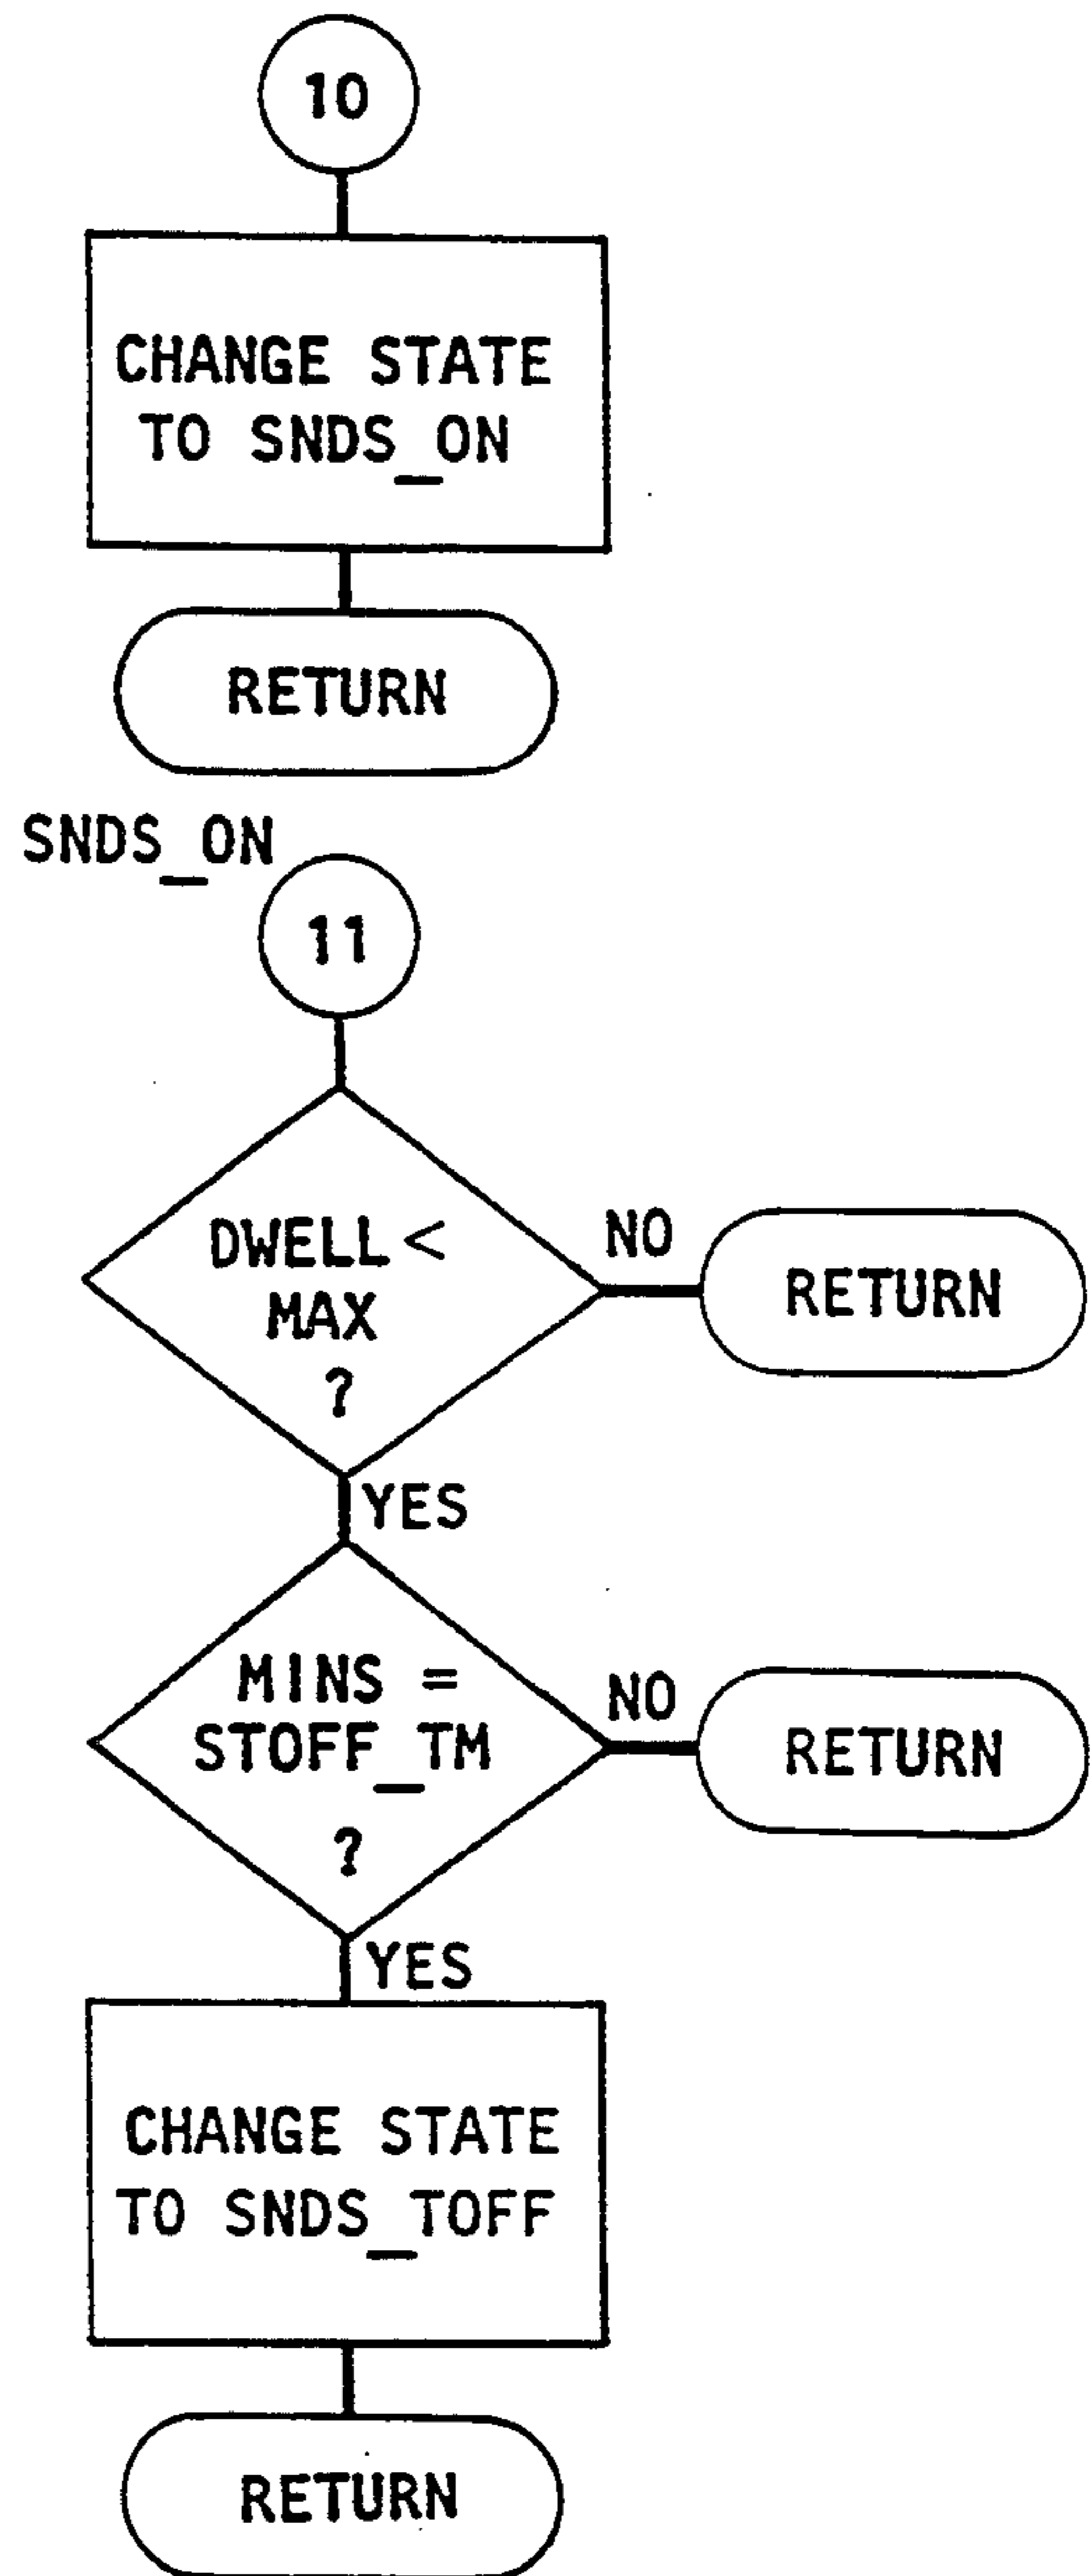 10
CHANGE STATE
TO SNDS_ON
RETURN
SNDS_ON
11
DWELL <
MAX
?
NO
RETURN
YES
MINS =
STOFF_TM
?
NO
RETURN
YES
CHANGE STATE
TO SNDS_TOFF
RETURN